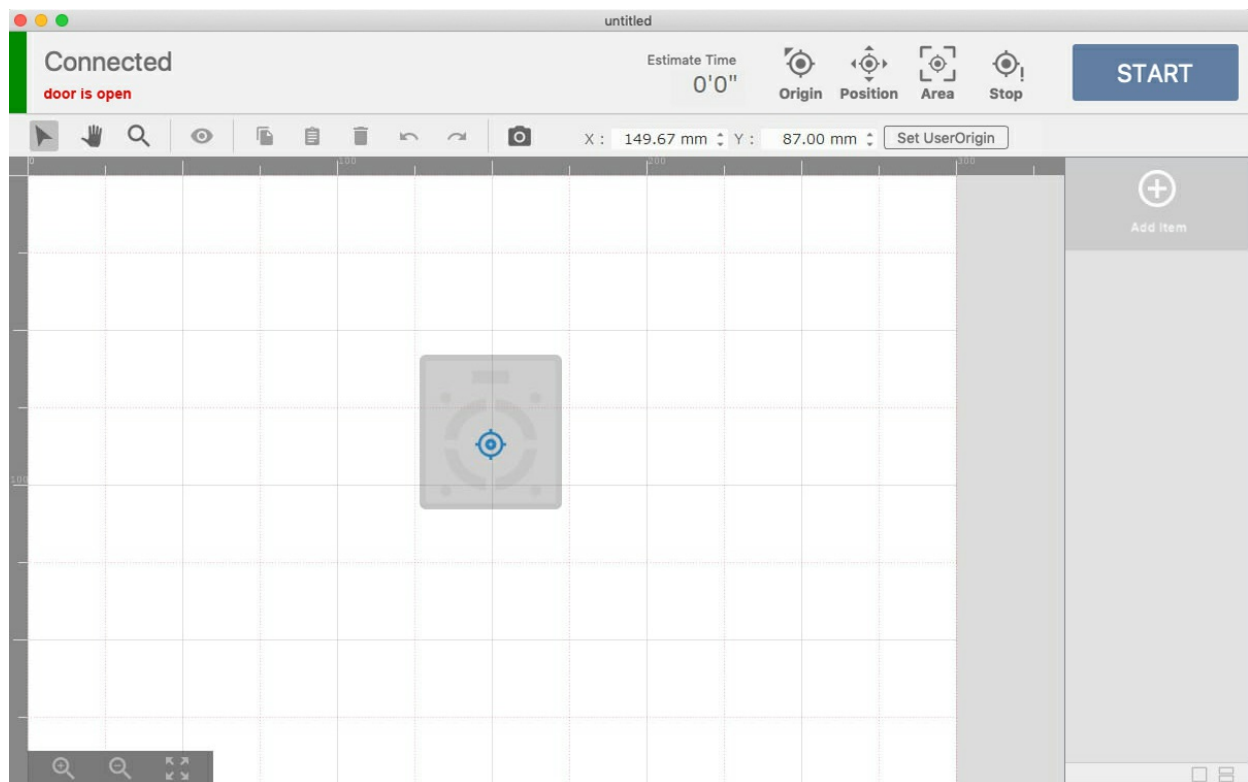 untitled
Connected
door is open
Estimate Time
0'0"
Origin
Position
Area
Stop
START
X : 149.67 mm Y : 87.00 mm Set UserOrigin
0
100
200
300
Add Item
100